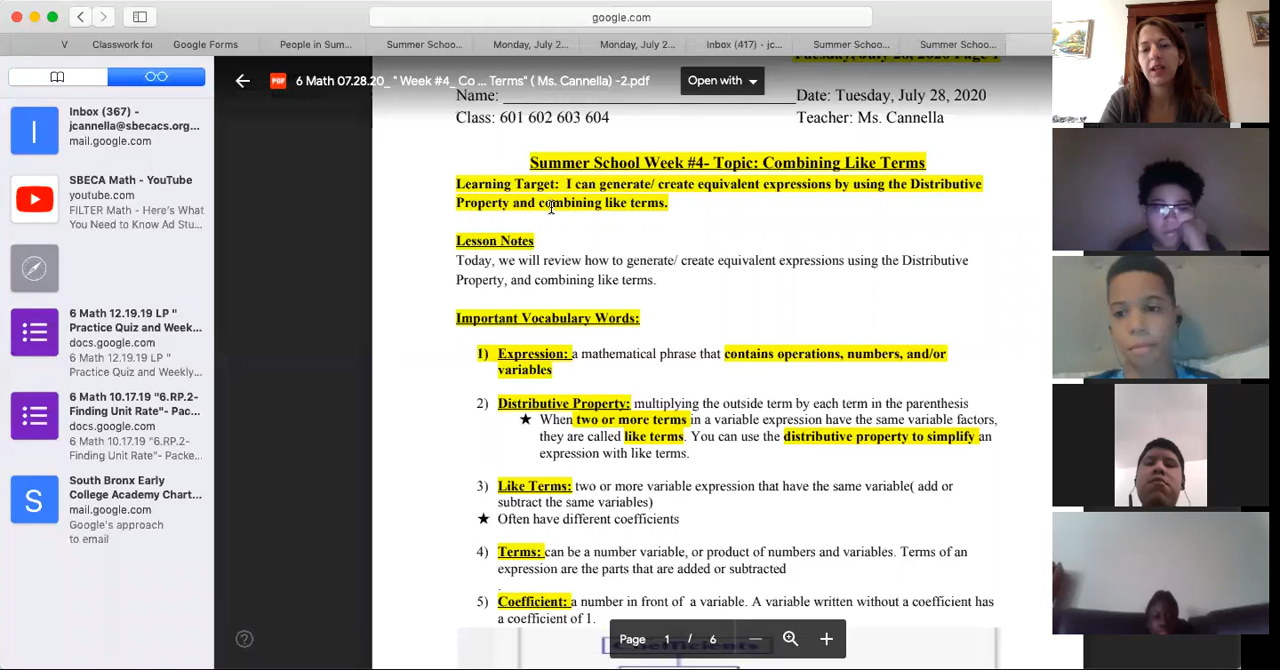 google.com
V
Classwork for
Google Forms
People in Sum...
Summer Schoo...
Monday, July 2...
Monday, July 2...
Inbox (417) - jc...
Summer Schoo...
Summer Schoo...
Tuesday, July 28, 2020 Page 1
6 Math 07.28.20_ " Week #4_ Co ... Terms" ( Ms. Cannella) -2.pdf
Open with
Inbox (367) -
jcannella@sbecacs.org...
mail.google.com
SBECA Math - YouTube
youtube.com
FILTER Math - Here's What
You Need to Know Ad Stu...
6 Math 12.19.19 LP "
Practice Quiz and Week...
docs.google.com
6 Math 12.19.19 LP "
Practice Quiz and Weekly...
6 Math 10.17.19 "6.RP.2-
Finding Unit Rate"- Pac...
docs.google.com
6 Math 10.17.19 "6.RP.2-
Finding Unit Rate"- Packe...
South Bronx Early
College Academy Chart...
mail.google.com
Google's approach
to email
Name: ________________________________Date: Tuesday, July 28, 2020
Class: 601 602 603 604 Teacher: Ms. Cannella
Summer School Week #4- Topic: Combining Like Terms
Learning Target: I can generate/ create equivalent expressions by using the Distributive
Property and combining like terms.
Lesson Notes
Today, we will review how to generate/ create equivalent expressions using the Distributive
Property, and combining like terms.
Important Vocabulary Words:
1) Expression: a mathematical phrase that contains operations, numbers, and/or
variables
2) Distributive Property: multiplying the outside term by each term in the parenthesis
★ When two or more terms in a variable expression have the same variable factors,
they are called like terms. You can use the distributive property to simplify an
expression with like terms.
3) Like Terms: two or more variable expression that have the same variable( add or
subtract the same variables)
★ Often have different coefficients
4) Terms: can be a number variable, or product of numbers and variables. Terms of an
expression are the parts that are added or subtracted
.
5) Coefficient: a number in front of a variable. A variable written without a coefficient has
a coefficient of 1.
Page 1 / 6
Coefficients